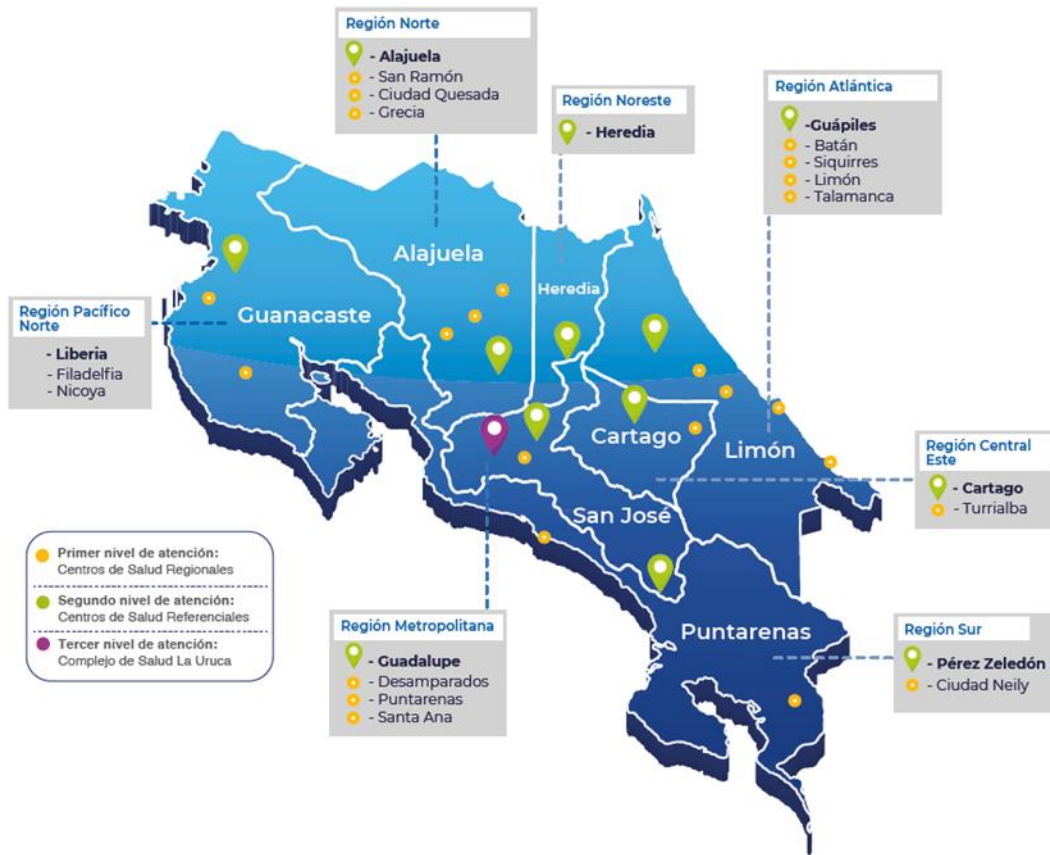 Región Norte
- Alajuela
- San Ramón
- Ciudad Quesada
- Grecia
Región Noreste
- Heredia
Región Atlántica
-Guápiles
- Batán
- Siquirres
- Limón
- Talamanca
Alajuela
Heredia
Guanacaste
Región Pacífico
Norte
- Liberia
- Filadelfia
- Nicoya
Cartago
Limón
Región Central
Este
- Cartago
- Turrialba
San José
Primer nivel de atención:
Centros de Salud Regionales
Segundo nivel de atención:
Centros de Salud Referenciales
Tercer nivel de atención:
Complejo de Salud La Uruca
Región Metropolitana
- Guadalupe
- Desamparados
- Puntarenas
- Santa Ana
Puntarenas
Región Sur
- Pérez Zeledón
- Ciudad Neily